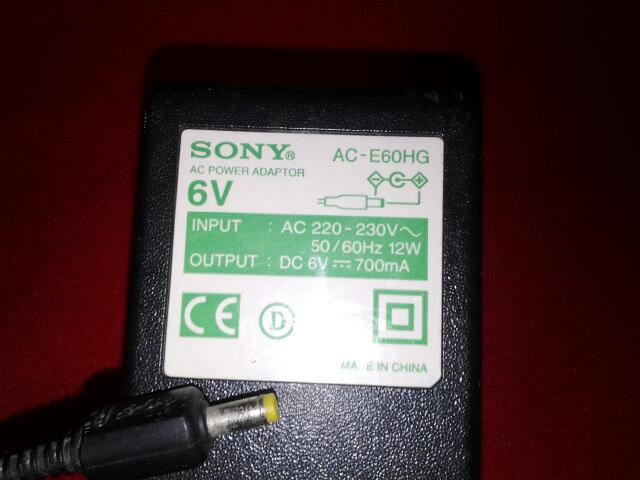 SONY®
AC-E60HG
AC POWER ADAPTOR
6V
INPUT : AC 220-230V~
50/60Hz 12W
OUTPUT : DC 6V⎓700mA
CE D
MADE IN CHINA